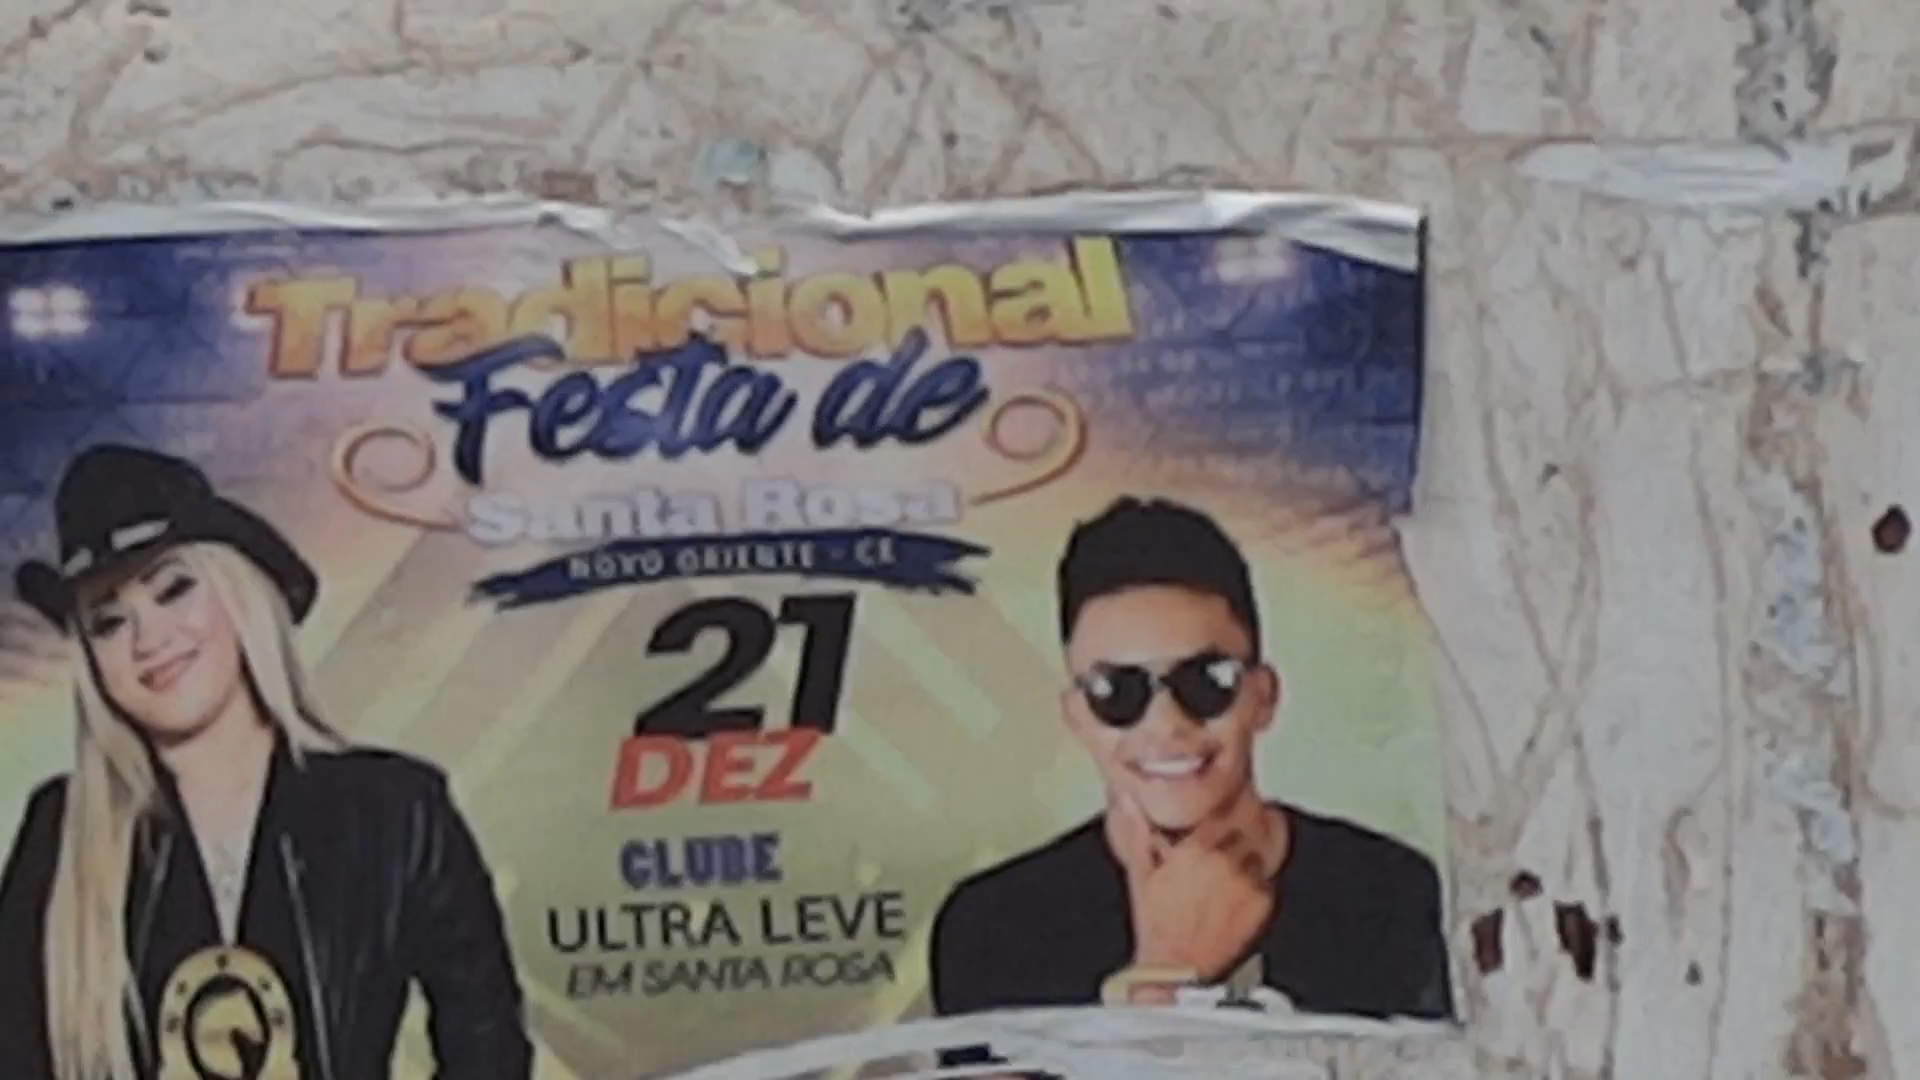 Tradicional
Festa de
Santa Rosa
NOVO ORIENTE - CE
21
DEZ
CLUBE
ULTRA LEVE
EM SANTA ROSA